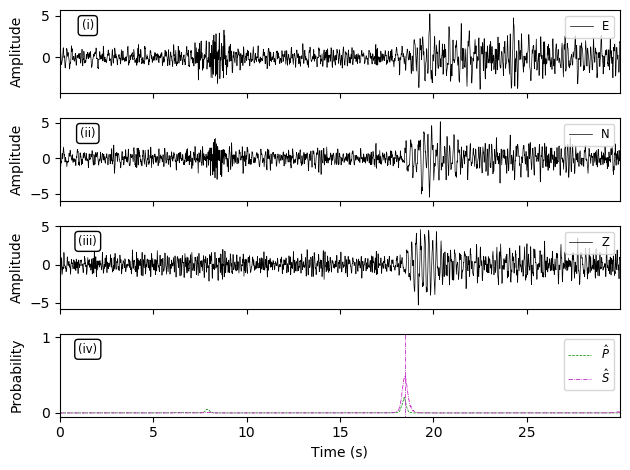 (i)
E
Amplitude
5
0
(ii)
N
Amplitude
5
0
−5
(iii)
Z
Amplitude
5
0
−5
(iv)
P̂
Ŝ
Probability
1
0
0 5 10 15 20 25
Time (s)